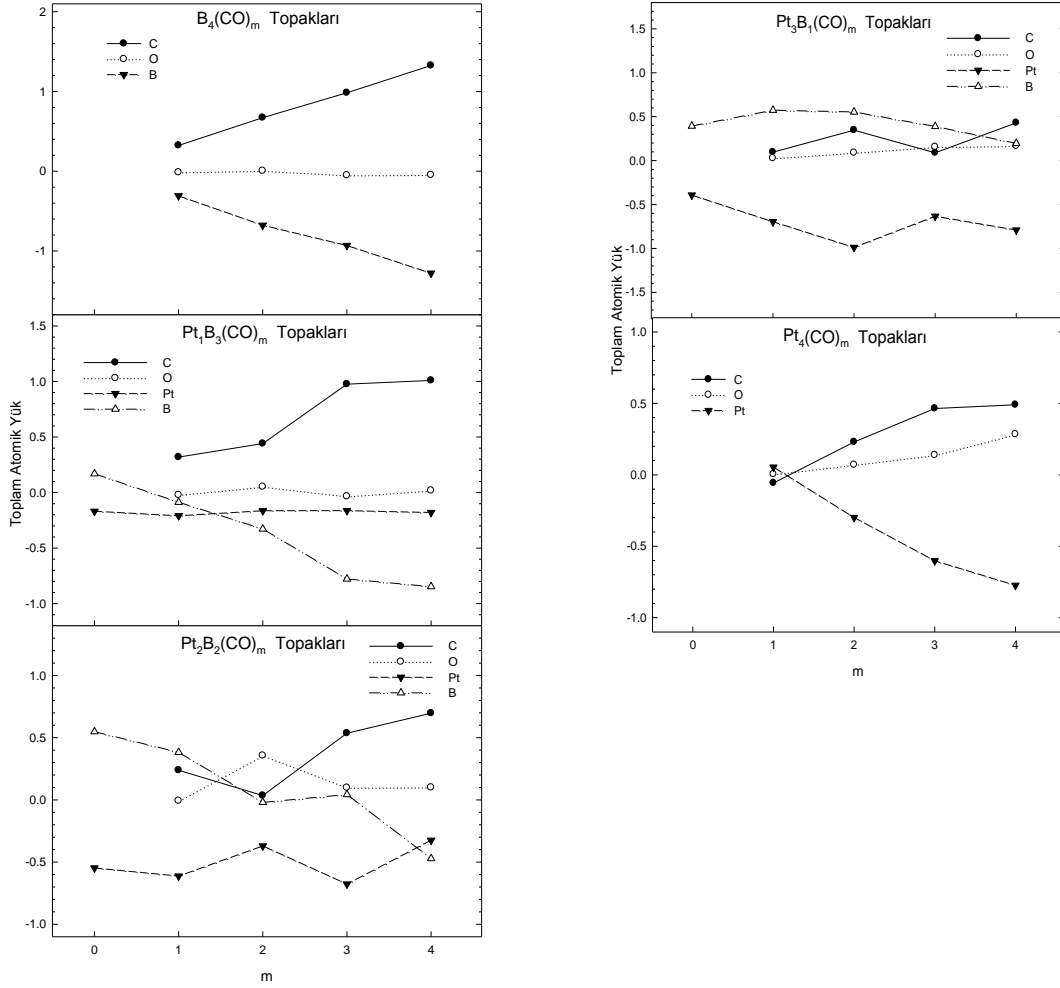 B4(CO)m Topakları
C
O
B
2
1
0
-1
Pt1B3(CO)m Topakları
C
O
Pt
B
1.5
1.0
0.5
0.0
-0.5
-1.0
Toplam Atomik Yük
Pt2B2(CO)m Topakları
C
O
Pt
B
1.0
0.5
0.0
-0.5
-1.0
0 1 2 3 4
m
Pt3B1(CO)m Topakları
C
O
Pt
B
1.5
1.0
0.5
0.0
-0.5
-1.0
-1.5
Toplam Atomik Yük
Pt4(CO)m Topakları
C
O
Pt
1.0
0.5
0.0
-0.5
-1.0
0 1 2 3 4
m